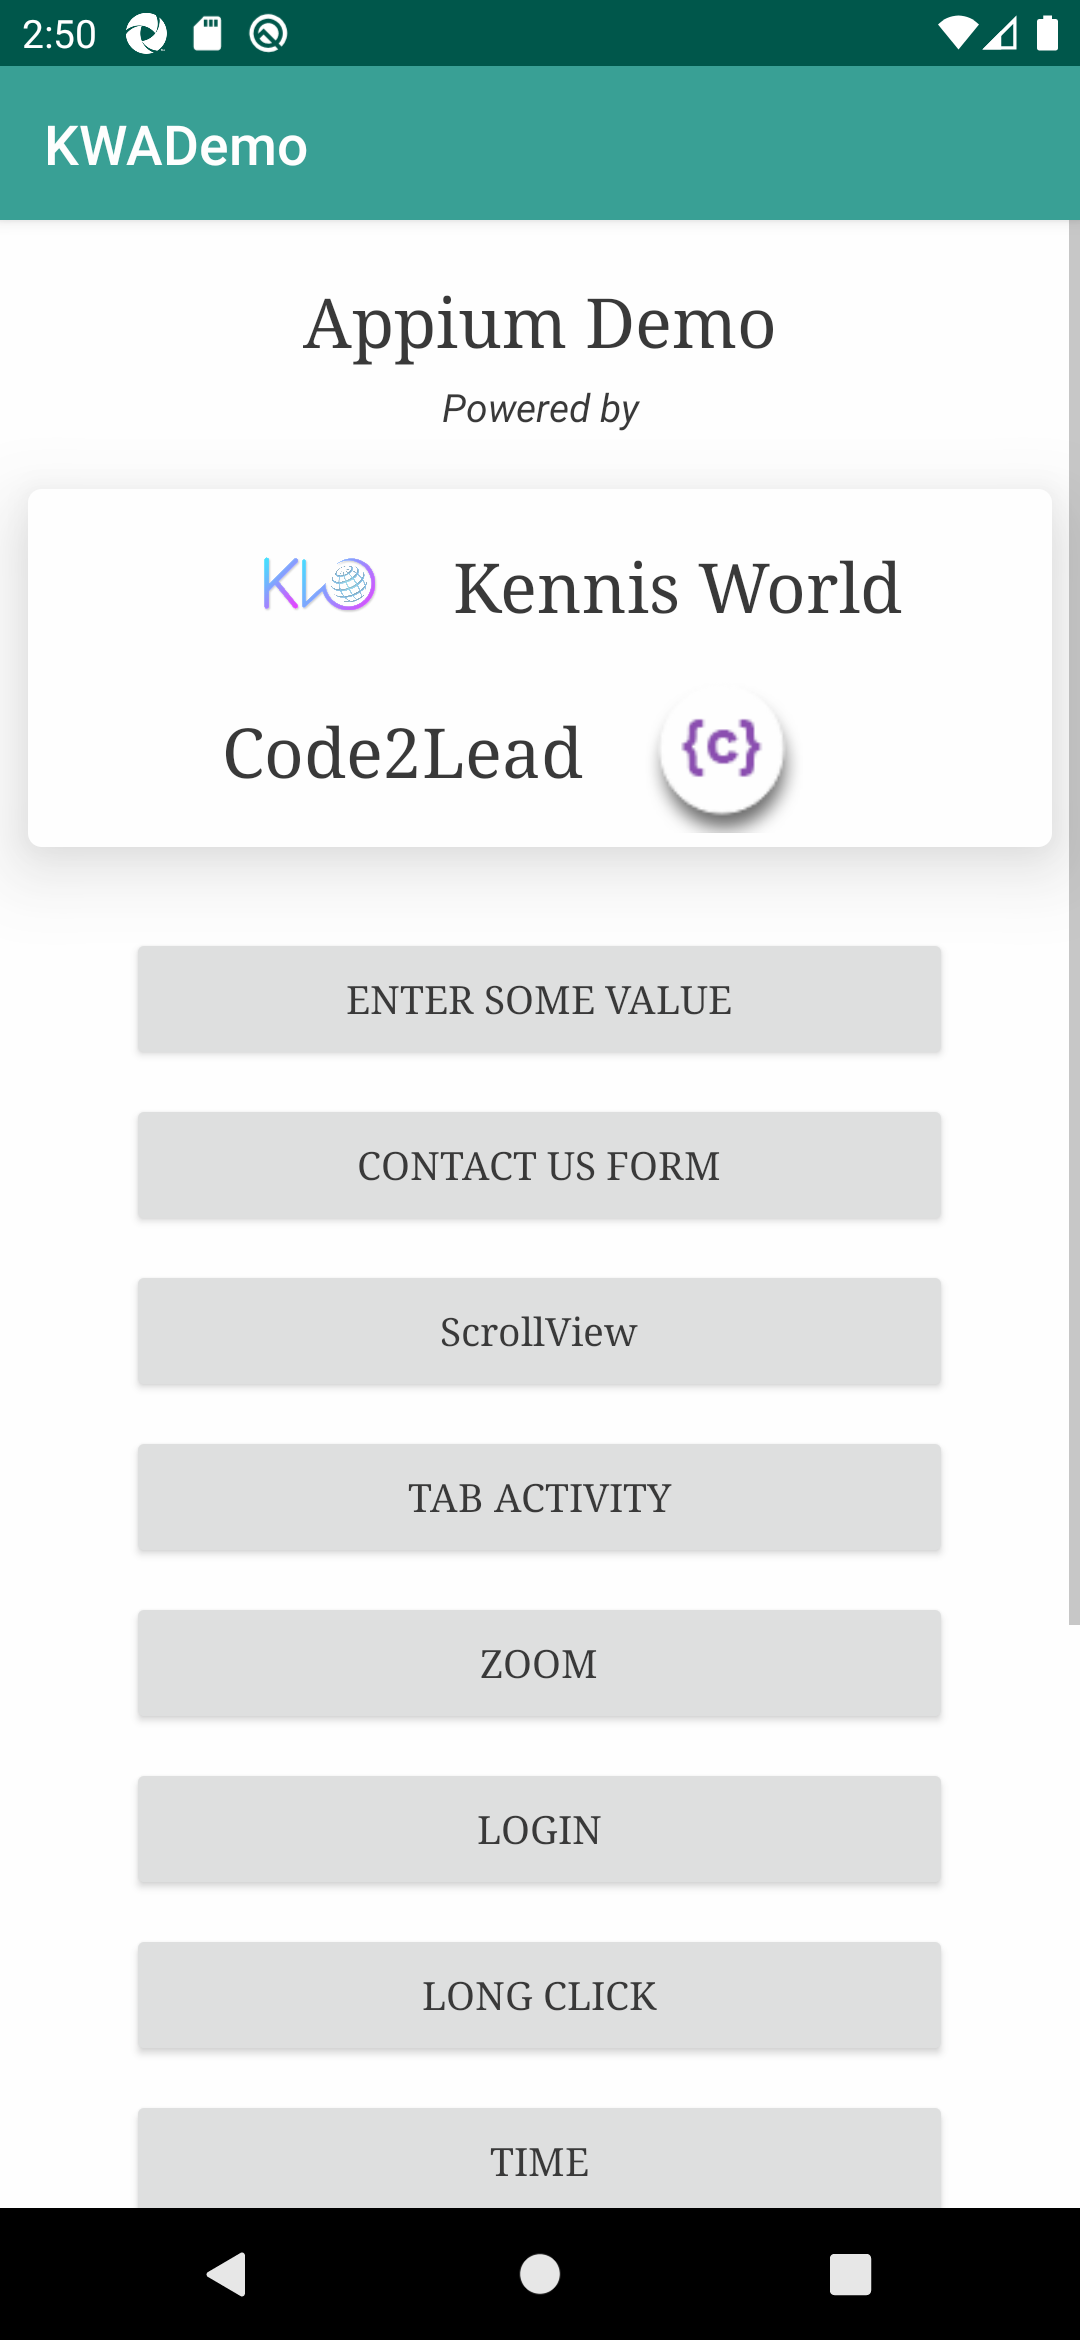 2:50
KWADemo
Appium Demo
Powered by
Kennis World
Code2Lead
{c}
ENTER SOME VALUE
CONTACT US FORM
ScrollView
TAB ACTIVITY
ZOOM
LOGIN
LONG CLICK
TIME